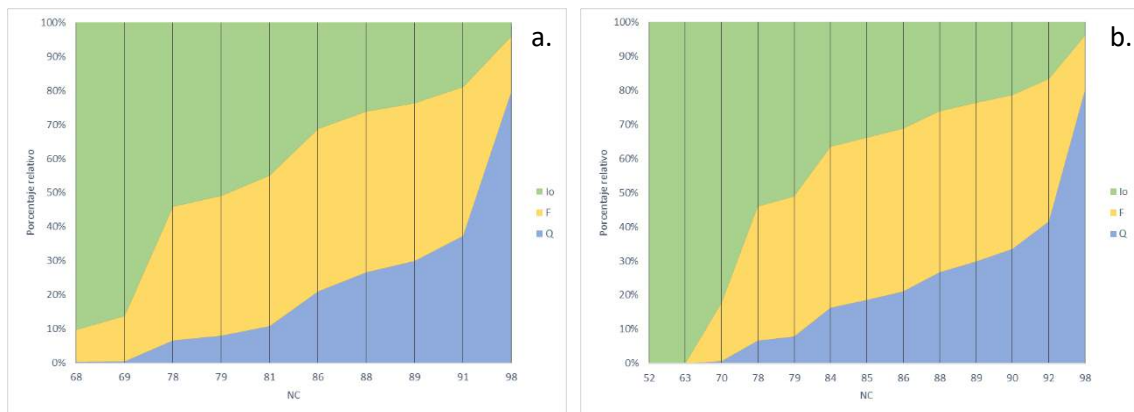 a.
100%
90%
80%
70%
60%
50%
40%
30%
20%
10%
0%
Porcentaje relativo
68 69 78 79 81 86 88 89 91 98
NC
Io
F
Q
b.
100%
90%
80%
70%
60%
50%
40%
30%
20%
10%
0%
Porcentaje relativo
52 63 70 78 79 84 85 86 88 89 90 92 98
NC
Io
F
Q